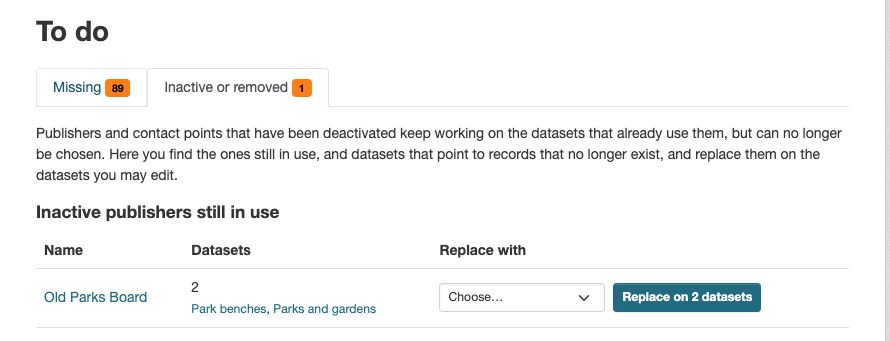 To do
Missing 89 Inactive or removed 1
Publishers and contact points that have been deactivated keep working on the datasets that already use them, but can no longer
be chosen. Here you find the ones still in use, and datasets that point to records that no longer exist, and replace them on the
datasets you may edit.
Inactive publishers still in use
Name Datasets Replace with
Old Parks Board 2 Choose... Replace on 2 datasets
Park benches, Parks and gardens